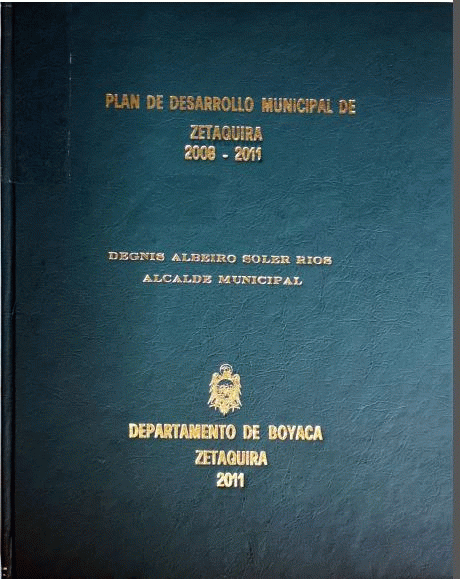 PLAN DE DESARROLLO MUNICIPAL DE
ZETAQUIRA
2008 - 2011
DEGNIS ALBEIRO SOLER RIOS
ALCALDE MUNICIPAL
DEPARTAMENTO DE BOYACA
ZETAQUIRA
2011